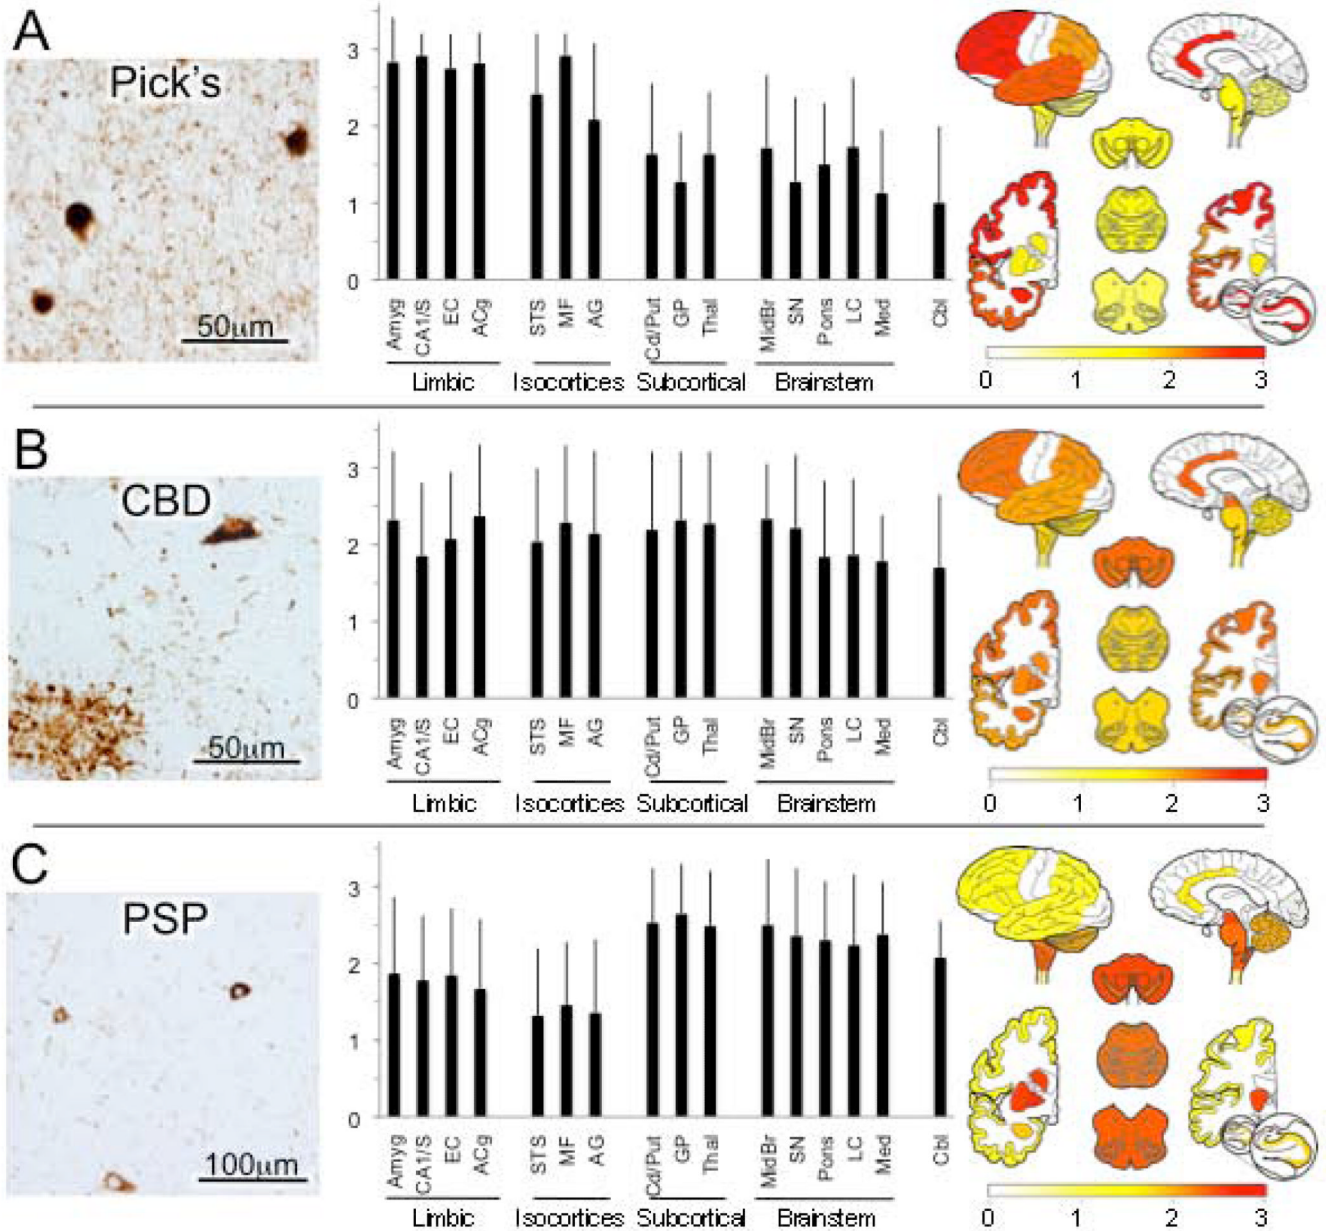 A
Pick's
50μm
3
2
1
0
Amyg
CA1/S
EC
ACg
STS
MF
AG
Cd/Put
GP
Thal
MidBr
SN
Pons
LC
Med
Cbl
Limbic
Isocortices
Subcortical
Brainstem
0 1 2 3
B
CBD
50μm
3
2
1
0
Amyg
CA1/S
EC
ACg
STS
MF
AG
Cd/Put
GP
Thal
MidBr
SN
Pons
LC
Med
Cbl
Limbic
Isocortices
Subcortical
Brainstem
0 1 2 3
C
PSP
100μm
3
2
1
0
Amyg
CA1/S
EC
ACg
STS
MF
AG
Cd/Put
GP
Thal
MidBr
SN
Pons
LC
Med
Cbl
Limbic
Isocortices
Subcortical
Brainstem
0 1 2 3